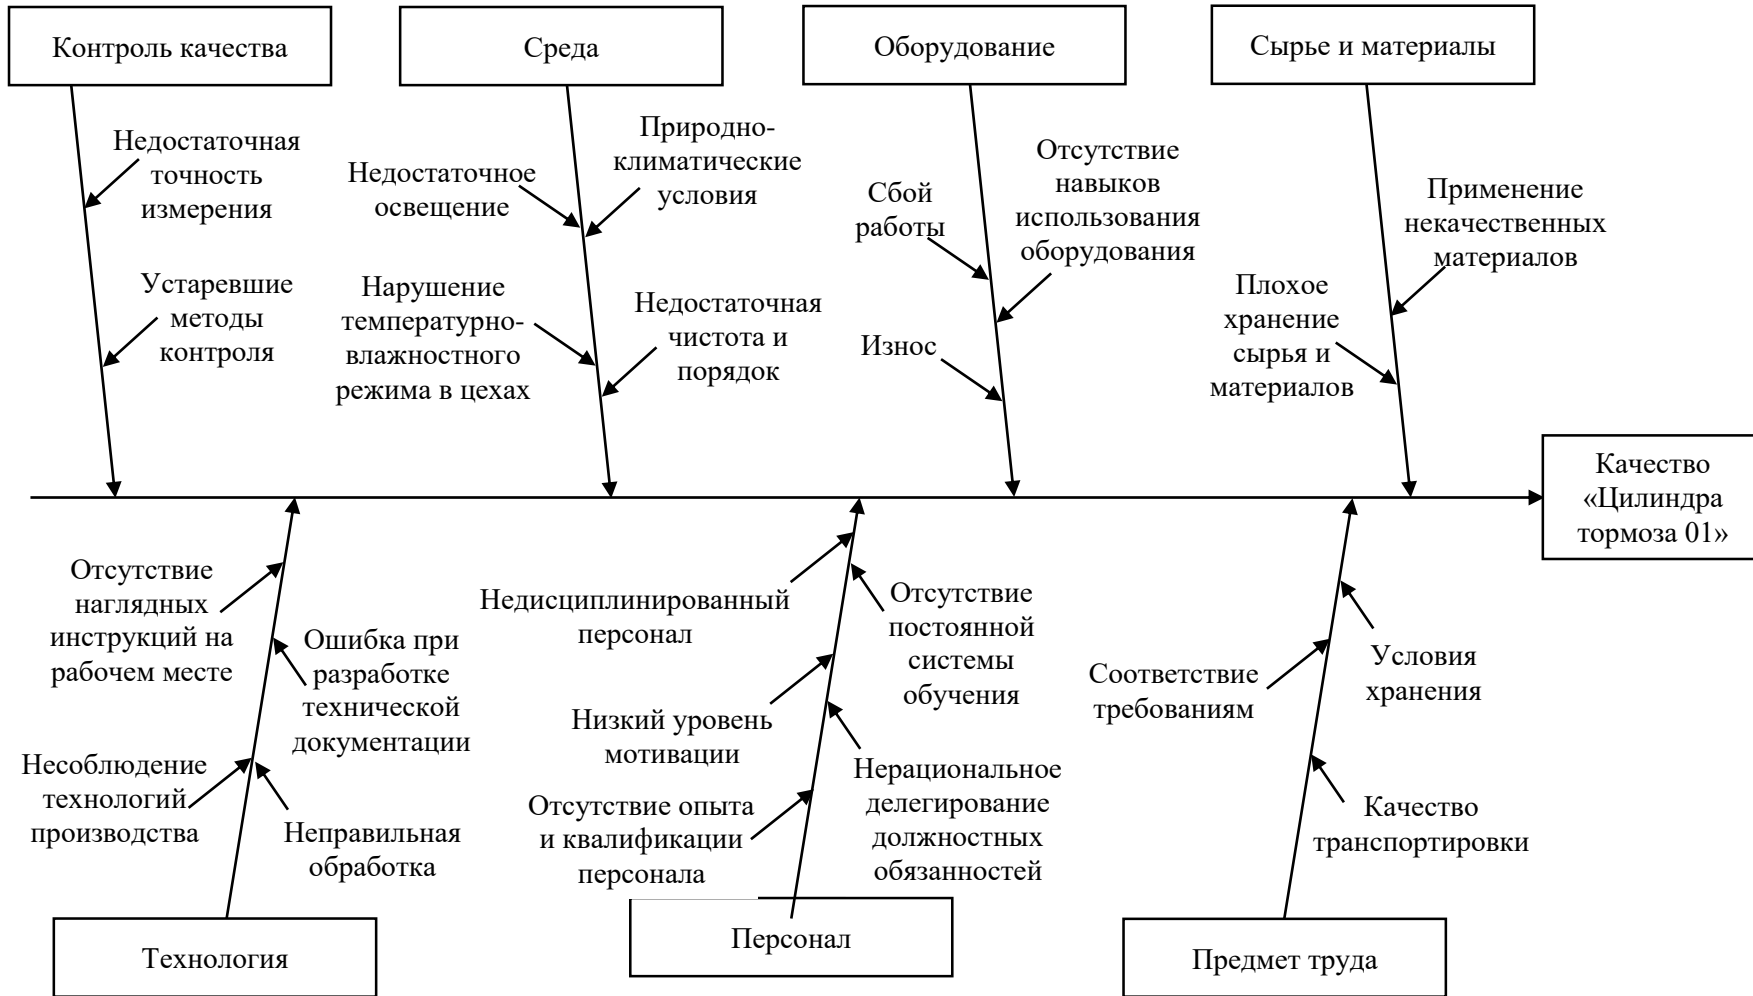 Контроль качества
Среда
Оборудование
Сырье и материалы
Недостаточная
точность
измерения
Устаревшие
методы
контроля
Недостаточное
освещение
Природно-
климатические
условия
Нарушение
температурно-
влажностного
режима в цехах
Недостаточная
чистота и
порядок
Сбой
работы
Отсутствие
навыков
использования
оборудования
Износ
Применение
некачественных
материалов
Плохое
хранение
сырья и
материалов
Качество
«Цилиндра
тормоза 01»
Отсутствие
наглядных
инструкций на
рабочем месте
Ошибка при
разработке
технической
документации
Несоблюдение
технологий
производства
Неправильная
обработка
Недисциплинированный
персонал
Отсутствие
постоянной
системы
обучения
Низкий уровень
мотивации
Нерациональное
делегирование
должностных
обязанностей
Отсутствие опыта
и квалификации
персонала
Соответствие
требованиям
Условия
хранения
Качество
транспортировки
Технология
Персонал
Предмет труда